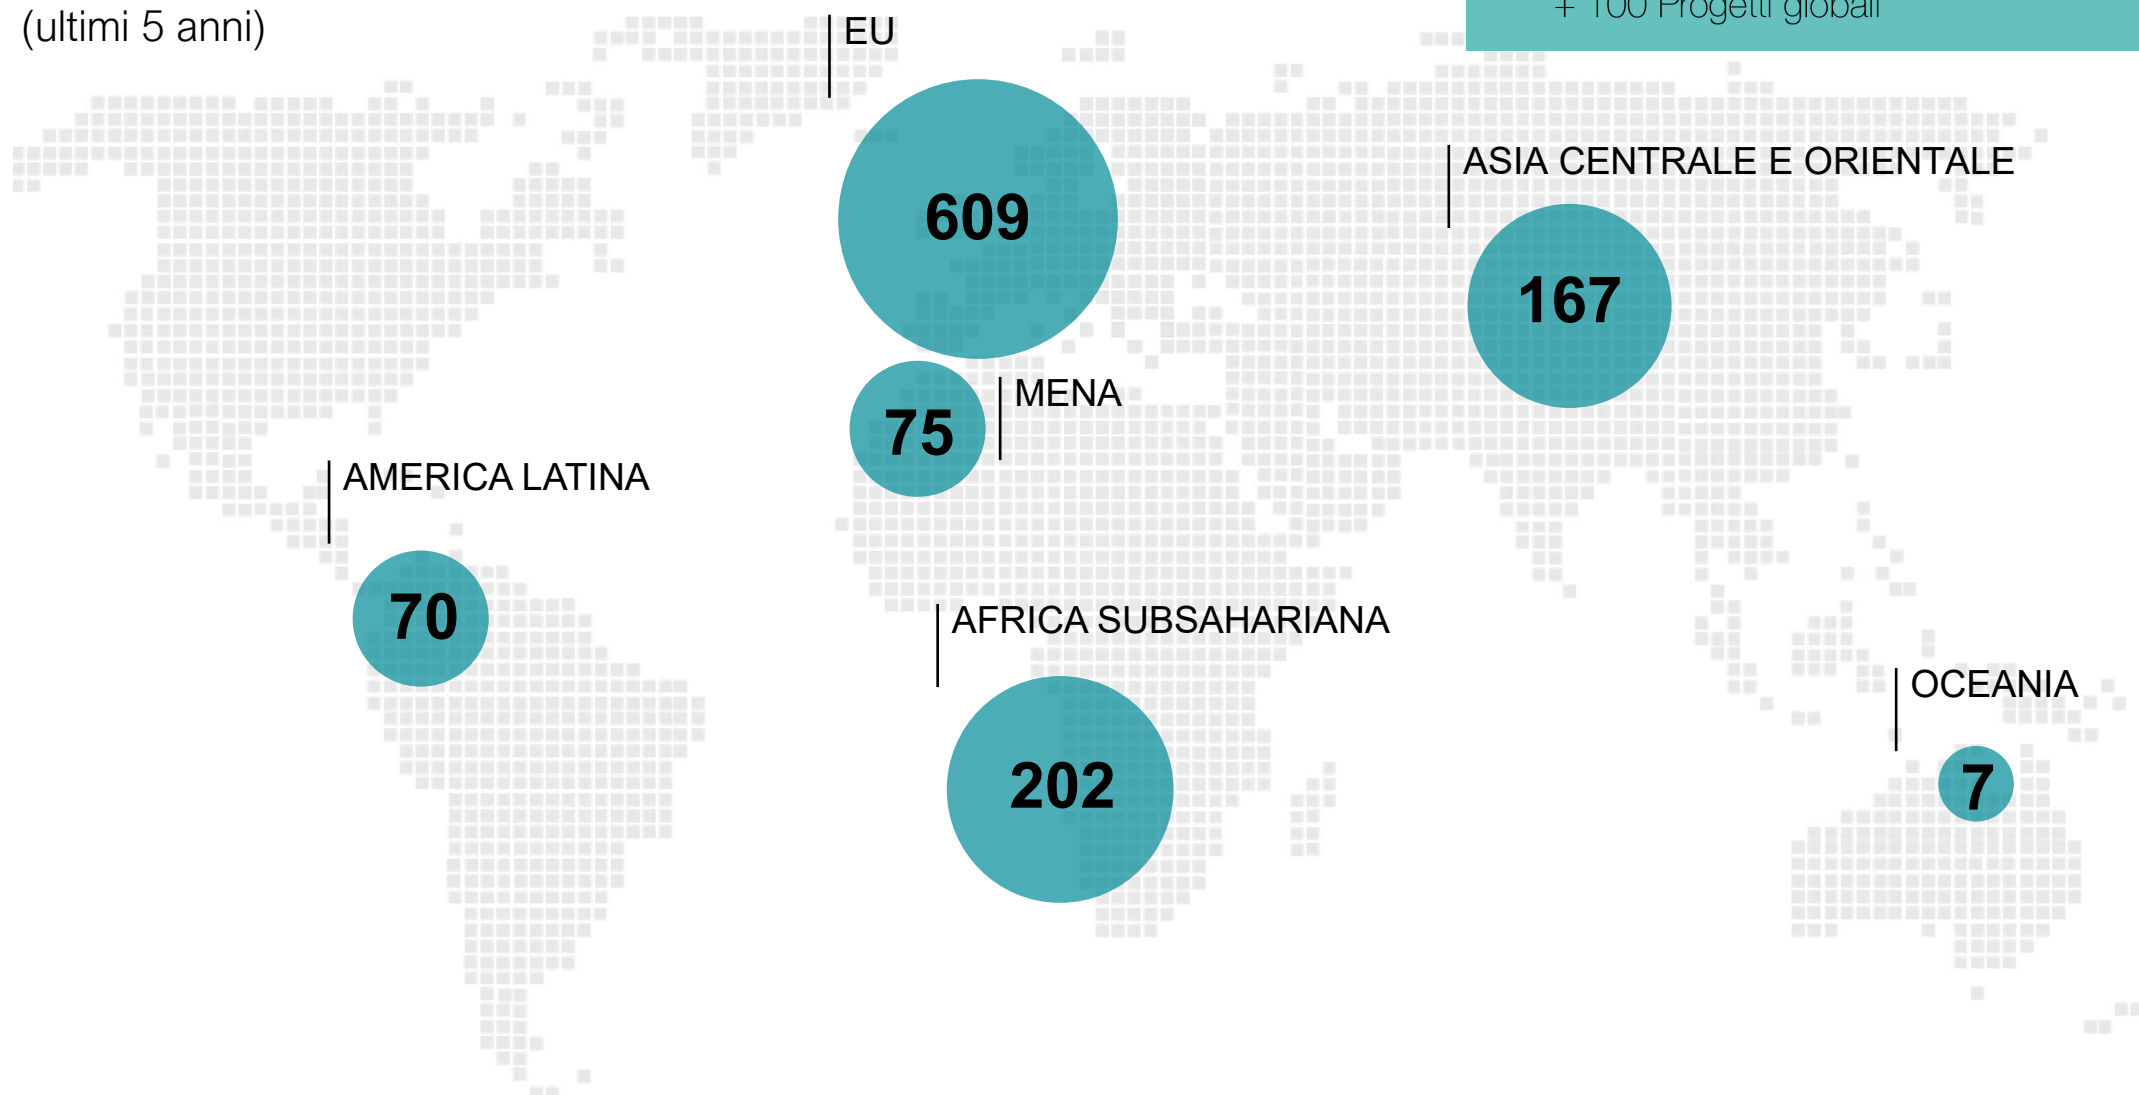 (ultimi 5 anni)
+ 100 Progetti globali
EU
609
ASIA CENTRALE E ORIENTALE
167
MENA
75
AMERICA LATINA
70
AFRICA SUBSAHARIANA
202
OCEANIA
7